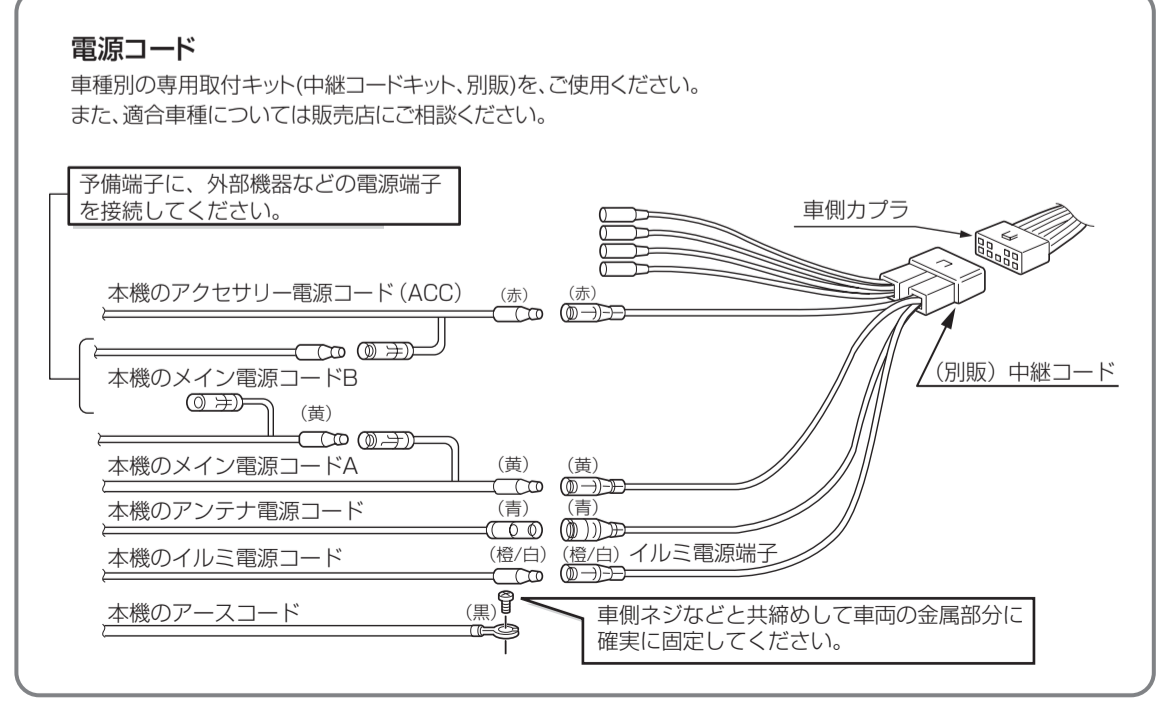 電源コード
車種別の専用取付キット(中継コードキット、別販)を、ご使用ください。
また、適合車種については販売店にご相談ください。
予備端子に、外部機器などの電源端子
を接続してください。
車側カプラ
本機のアクセサリー電源コード(ACC)
(赤)
(赤)
本機のメイン電源コードB
(別販)中継コード
(黄)
本機のメイン電源コードA
(黄)
(黄)
本機のアンテナ電源コード
(青)
(青)
本機のイルミ電源コード
(橙/白)
(橙/白)
イルミ電源端子
本機のアースコード
(黒)
車側ネジなどと共締めして車両の金属部分に
確実に固定してください。